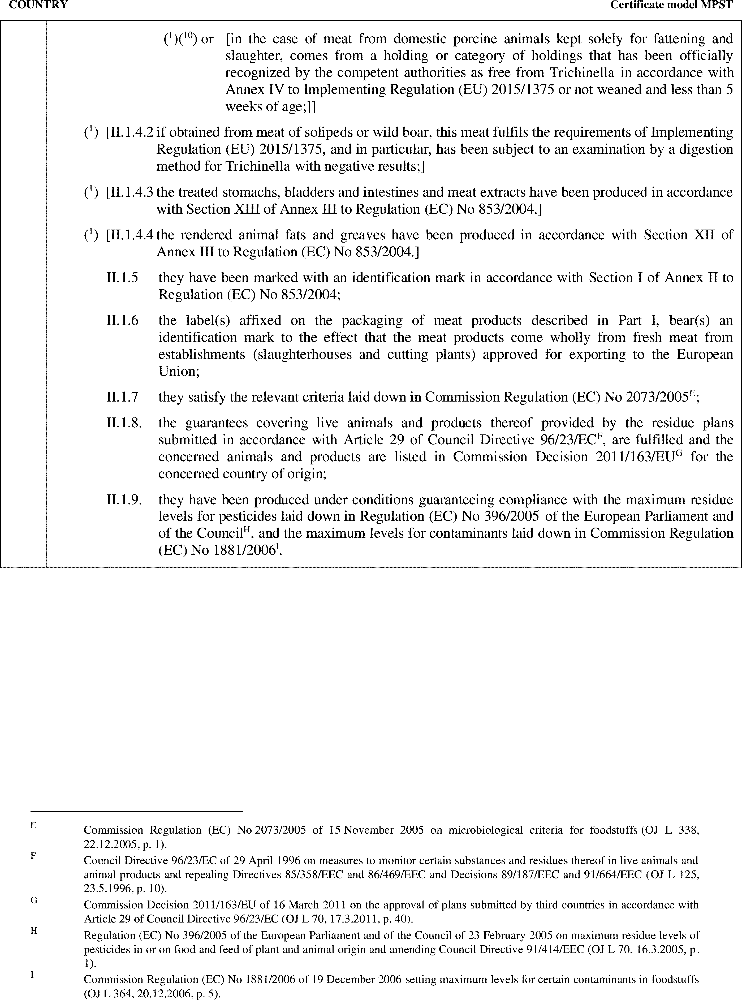 COUNTRY Certificate model MPST
(1)(10) or [in the case of meat from domestic porcine animals kept solely for fattening and
slaughter, comes from a holding or category of holdings that has been officially
recognized by the competent authorities as free from Trichinella in accordance with
Annex IV to Implementing Regulation (EU) 2015/1375 or not weaned and less than 5
weeks of age;]]
(1) [II.1.4.2 if obtained from meat of solipeds or wild boar, this meat fulfils the requirements of Implementing
Regulation (EU) 2015/1375, and in particular, has been subject to an examination by a digestion
method for Trichinella with negative results;]
(1) [II.1.4.3 the treated stomachs, bladders and intestines and meat extracts have been produced in accordance
with Section XIII of Annex III to Regulation (EC) No 853/2004.]
(1) [II.1.4.4 the rendered animal fats and greaves have been produced in accordance with Section XII of
Annex III to Regulation (EC) No 853/2004.]
II.1.5 they have been marked with an identification mark in accordance with Section I of Annex II to
Regulation (EC) No 853/2004;
II.1.6 the label(s) affixed on the packaging of meat products described in Part I, bear(s) an
identification mark to the effect that the meat products come wholly from fresh meat from
establishments (slaughterhouses and cutting plants) approved for exporting to the European
Union;
II.1.7 they satisfy the relevant criteria laid down in Commission Regulation (EC) No 2073/2005E;
II.1.8. the guarantees covering live animals and products thereof provided by the residue plans
submitted in accordance with Article 29 of Council Directive 96/23/ECF, are fulfilled and the
concerned animals and products are listed in Commission Decision 2011/163/EUG for the
concerned country of origin;
II.1.9. they have been produced under conditions guaranteeing compliance with the maximum residue
levels for pesticides laid down in Regulation (EC) No 396/2005 of the European Parliament and
of the CouncilH, and the maximum levels for contaminants laid down in Commission Regulation
(EC) No 1881/2006I.
E Commission Regulation (EC) No 2073/2005 of 15 November 2005 on microbiological criteria for foodstuffs (OJ L 338,
22.12.2005, p. 1).
F Council Directive 96/23/EC of 29 April 1996 on measures to monitor certain substances and residues thereof in live animals and
animal products and repealing Directives 85/358/EEC and 86/469/EEC and Decisions 89/187/EEC and 91/664/EEC (OJ L 125,
23.5.1996, p. 10).
G Commission Decision 2011/163/EU of 16 March 2011 on the approval of plans submitted by third countries in accordance with
Article 29 of Council Directive 96/23/EC (OJ L 70, 17.3.2011, p. 40).
H Regulation (EC) No 396/2005 of the European Parliament and of the Council of 23 February 2005 on maximum residue levels of
pesticides in or on food and feed of plant and animal origin and amending Council Directive 91/414/EEC (OJ L 70, 16.3.2005, p.
1).
I Commission Regulation (EC) No 1881/2006 of 19 December 2006 setting maximum levels for certain contaminants in foodstuffs
(OJ L 364, 20.12.2006, p. 5).